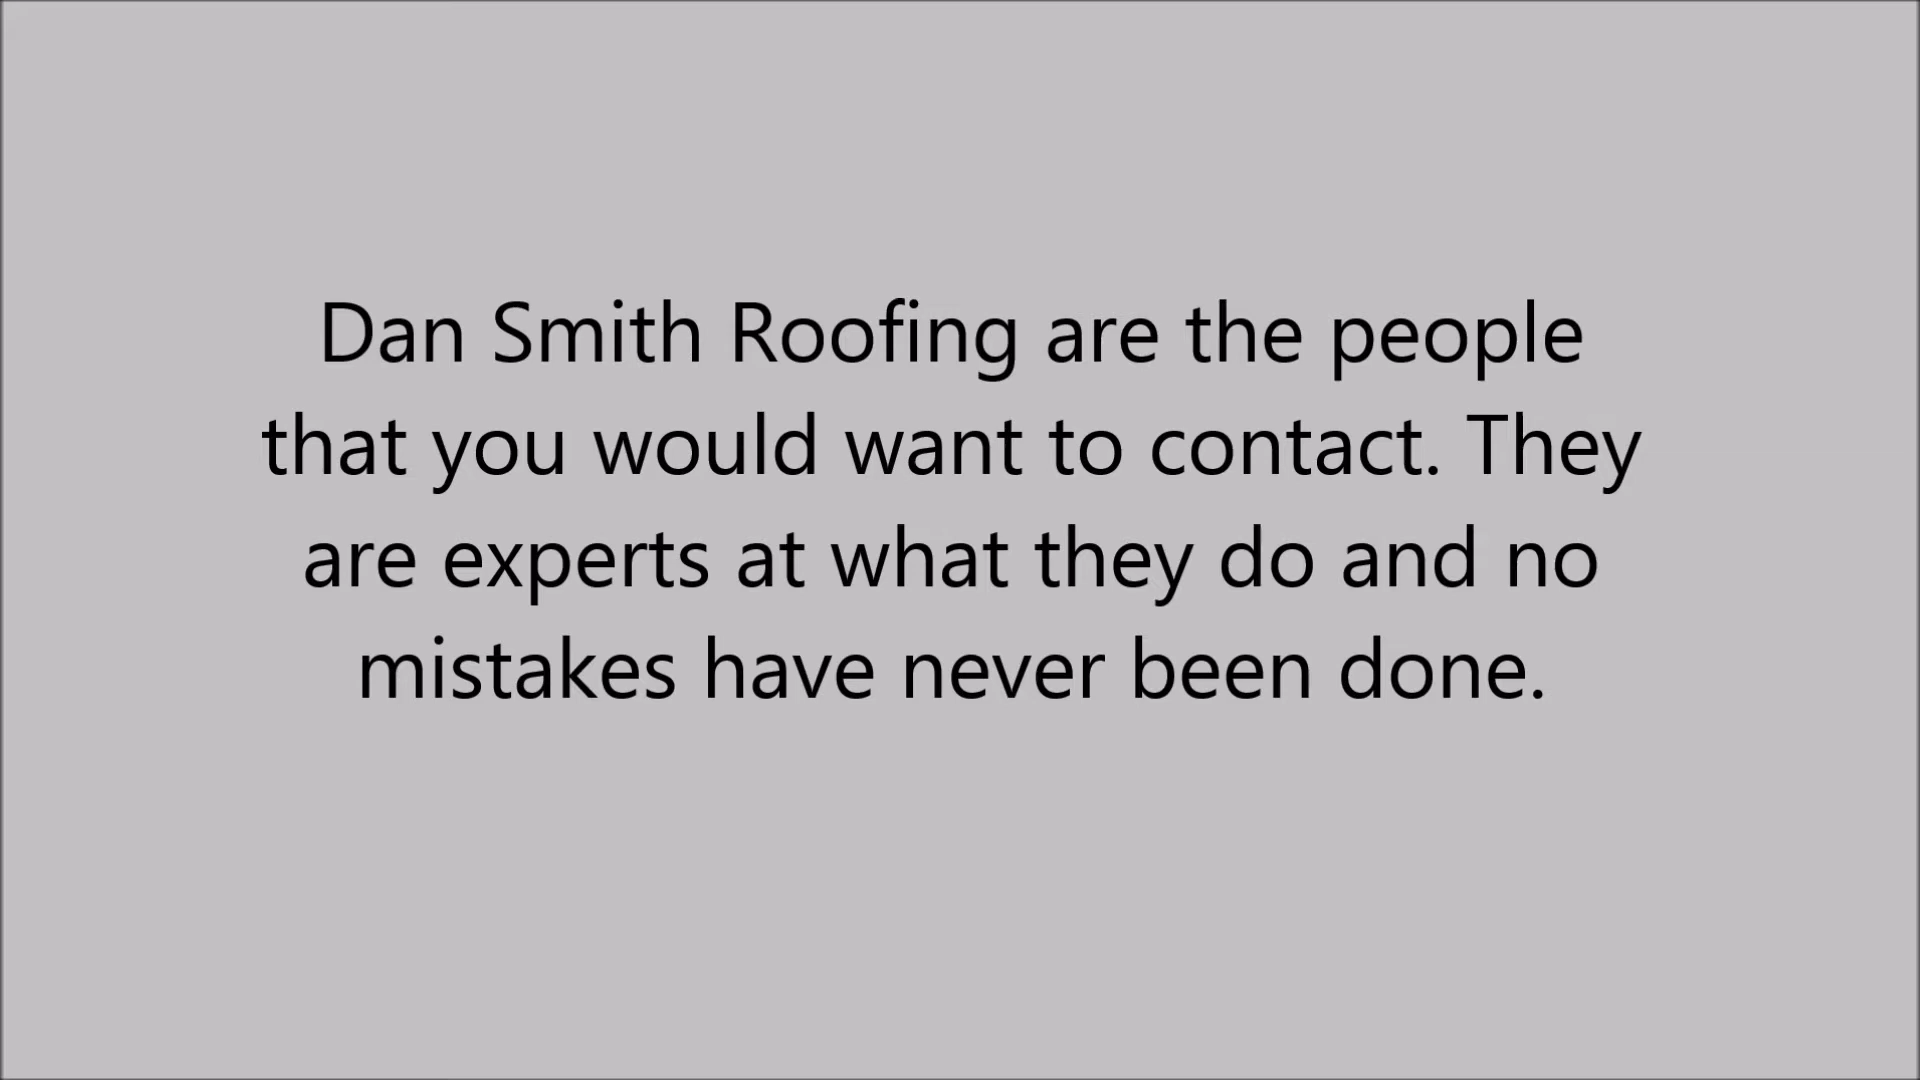 Dan Smith Roofing are the people
that you would want to contact. They
are experts at what they do and no
mistakes have never been done.